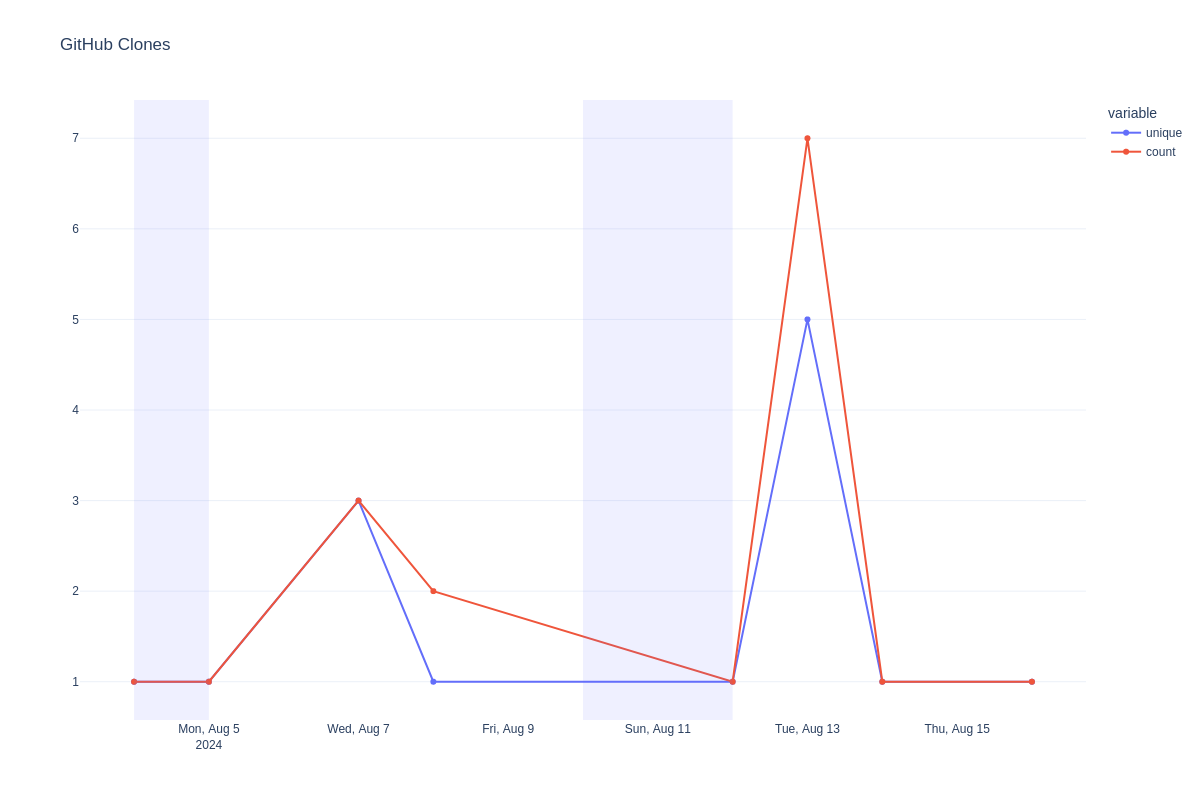 GitHub Clones
variable
unique
count
7
6
5
4
3
2
1
Mon, Aug 5
2024
Wed, Aug 7
Fri, Aug 9
Sun, Aug 11
Tue, Aug 13
Thu, Aug 15